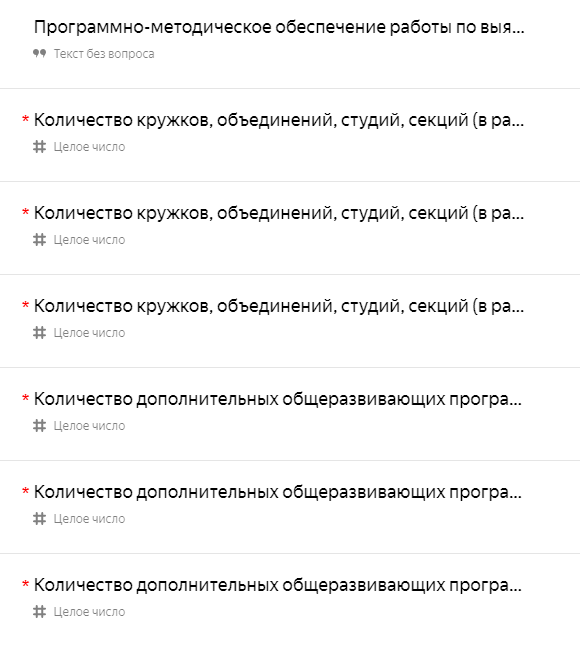 Программно-методическое обеспечение работы по выя...
Текст без вопроса
* Количество кружков, объединений, студий, секций (в ра...
Целое число
* Количество кружков, объединений, студий, секций (в ра...
Целое число
* Количество кружков, объединений, студий, секций (в ра...
Целое число
* Количество дополнительных общеразвивающих програ...
Целое число
* Количество дополнительных общеразвивающих програ...
Целое число
* Количество дополнительных общеразвивающих програ...
Целое число